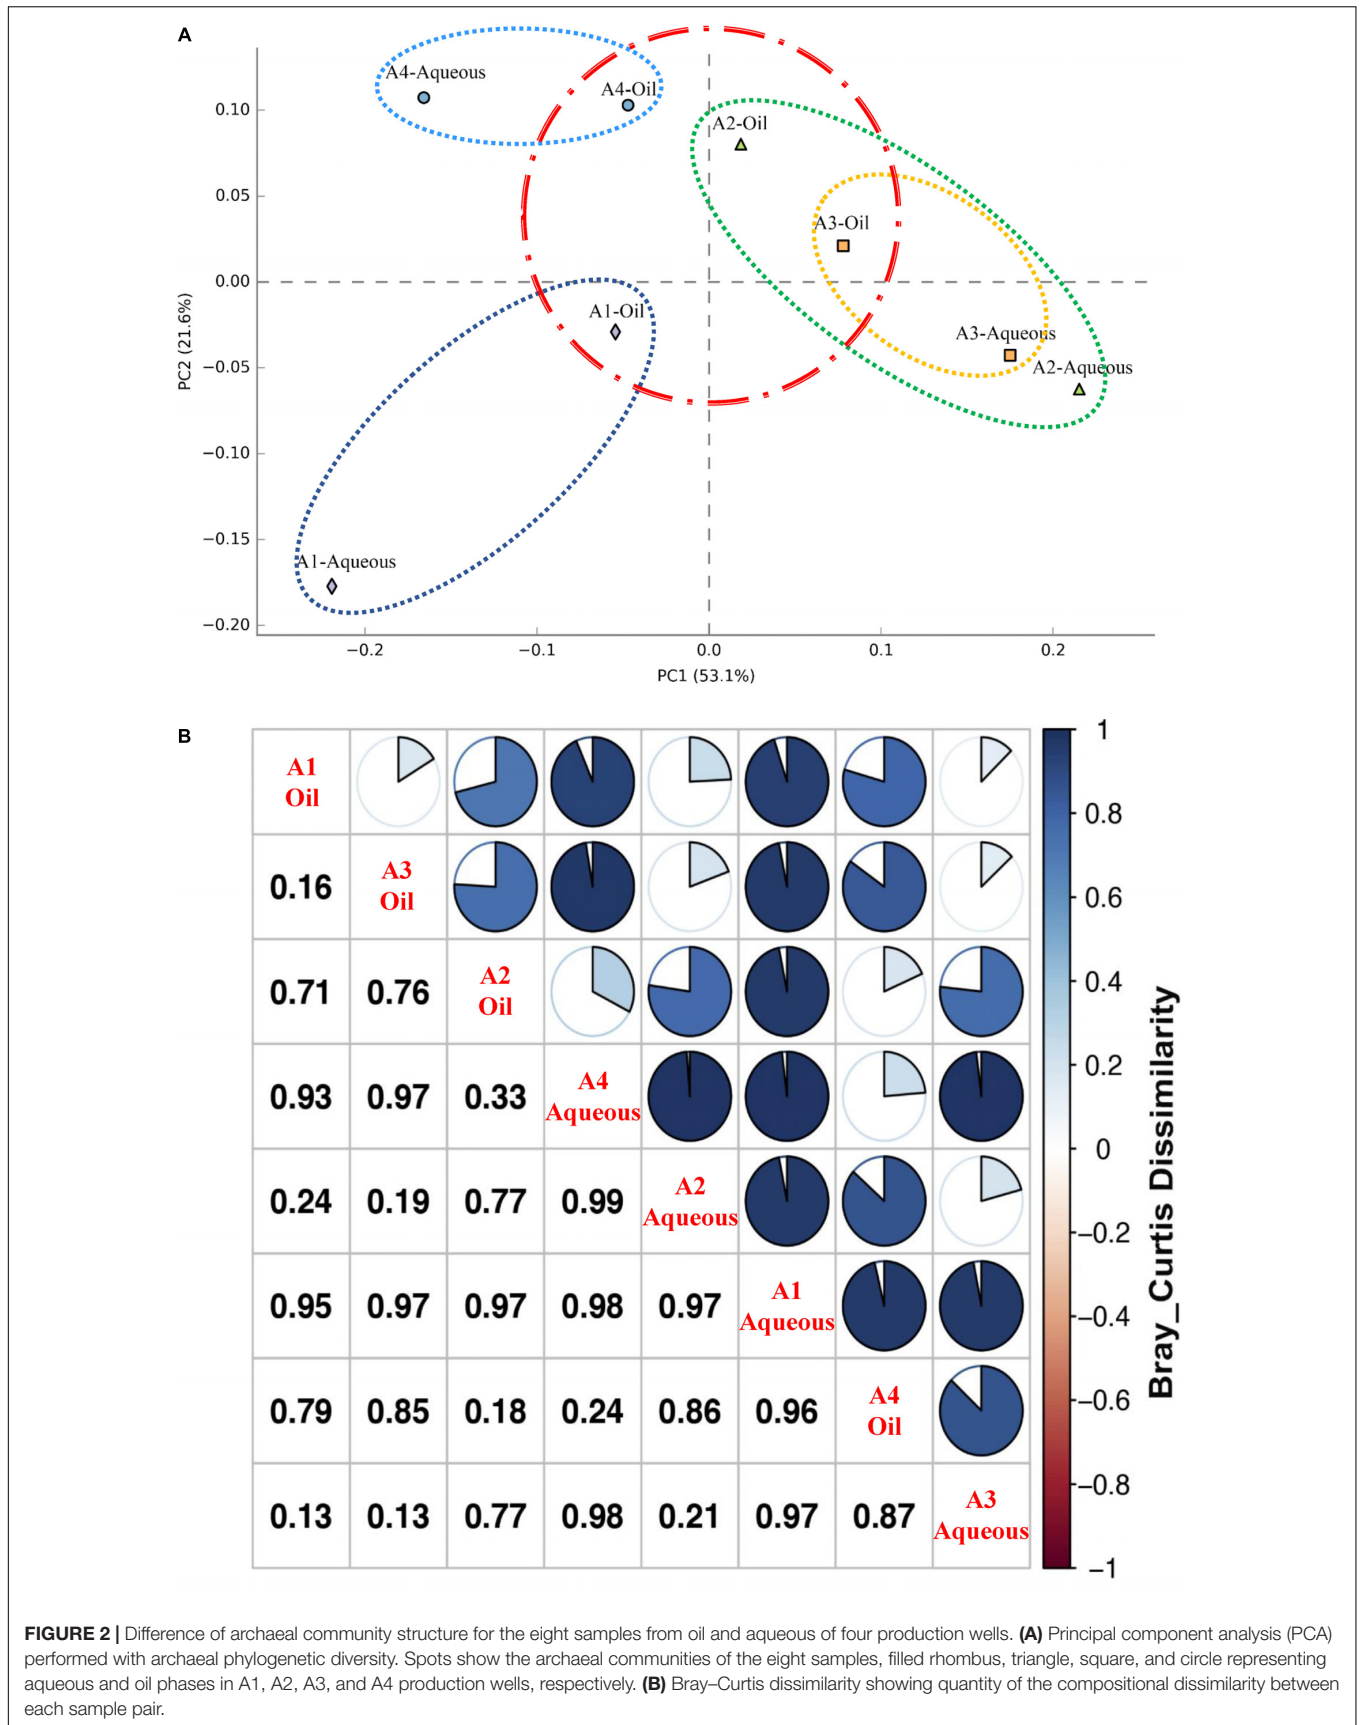 A
A4-Aqueous
A4-Oil
A2-Oil
A3-Oil
A1-Oil
A3-Aqueous
A2-Aqueous
A1-Aqueous
0.10
0.05
0.00
−0.05
−0.10
−0.15
−0.20
PC2 (21.6%)
−0.2
−0.1
0.0
0.1
0.2
PC1 (53.1%)
B
A1
Oil
0.16
A3
Oil
0.71
0.76
A2
Oil
0.93
0.97
0.33
A4
Aqueous
0.24
0.19
0.77
0.99
A2
Aqueous
0.95
0.97
0.97
0.98
0.97
A1
Aqueous
0.79
0.85
0.18
0.24
0.86
0.96
A4
Oil
0.13
0.13
0.77
0.98
0.21
0.97
0.87
A3
Aqueous
1
0.8
0.6
0.4
0.2
0
−0.2
−0.4
−0.6
−0.8
−1
Bray_Curtis Dissimilarity
FIGURE 2 | Difference of archaeal community structure for the eight samples from oil and aqueous of four production wells. (A) Principal component analysis (PCA)
performed with archaeal phylogenetic diversity. Spots show the archaeal communities of the eight samples, filled rhombus, triangle, square, and circle representing
aqueous and oil phases in A1, A2, A3, and A4 production wells, respectively. (B) Bray–Curtis dissimilarity showing quantity of the compositional dissimilarity between
each sample pair.